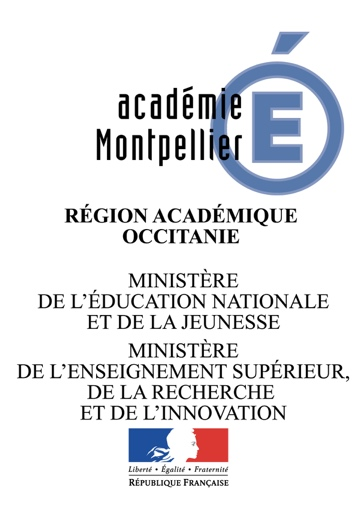 académie
Montpellier
É
RÉGION ACADÉMIQUE
OCCITANIE
MINISTÈRE
DE L'ÉDUCATION NATIONALE
ET DE LA JEUNESSE
MINISTÈRE
DE L'ENSEIGNEMENT SUPÉRIEUR,
DE LA RECHERCHE
ET DE L'INNOVATION
Liberté • Égalité • Fraternité
RÉPUBLIQUE FRANÇAISE